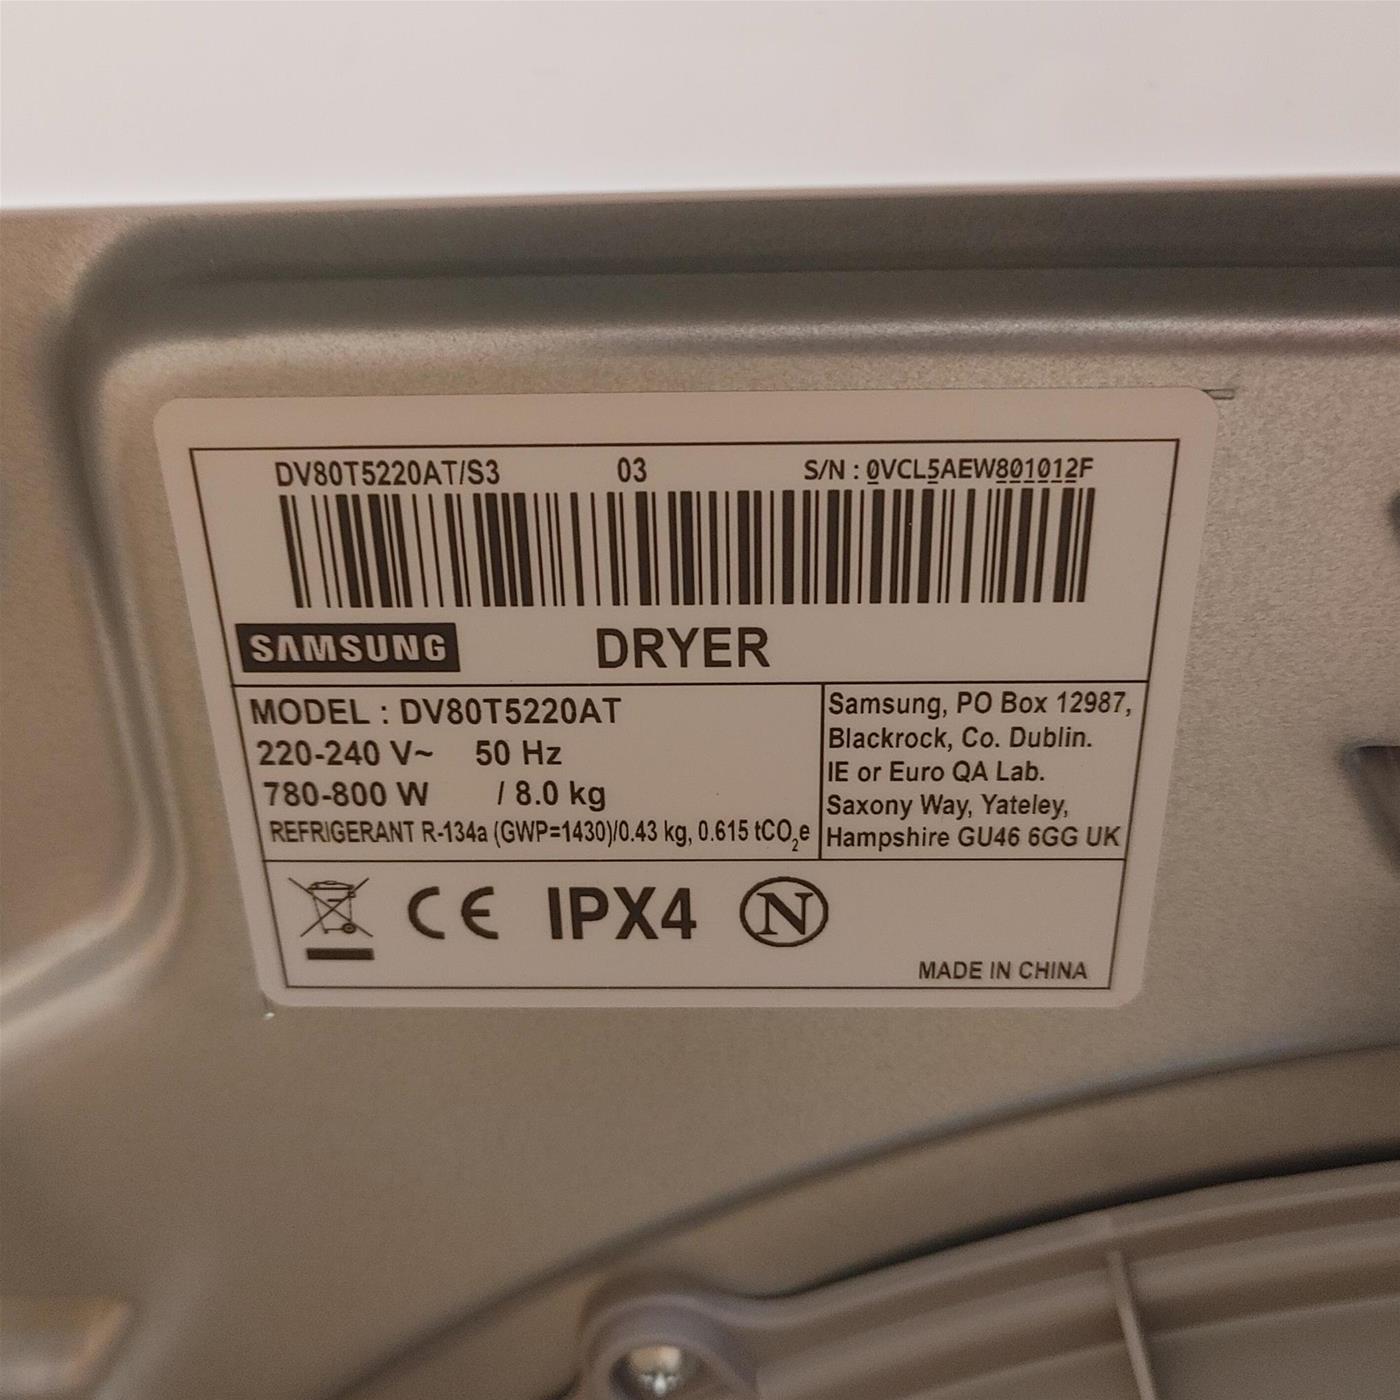 DV80T5220AT/S3 03 S/N : 0VCL5AEW801012F
SAMSUNG DRYER
MODEL : DV80T5220AT
220-240 V~ 50 Hz
780-800 W / 8.0 kg
REFRIGERANT R-134a (GWP=1430)/0.43 kg, 0.615 tCO₂e
Samsung, PO Box 12987,
Blackrock, Co. Dublin.
IE or Euro QA Lab.
Saxony Way, Yateley,
Hampshire GU46 6GG UK
CE IPX4 N
MADE IN CHINA